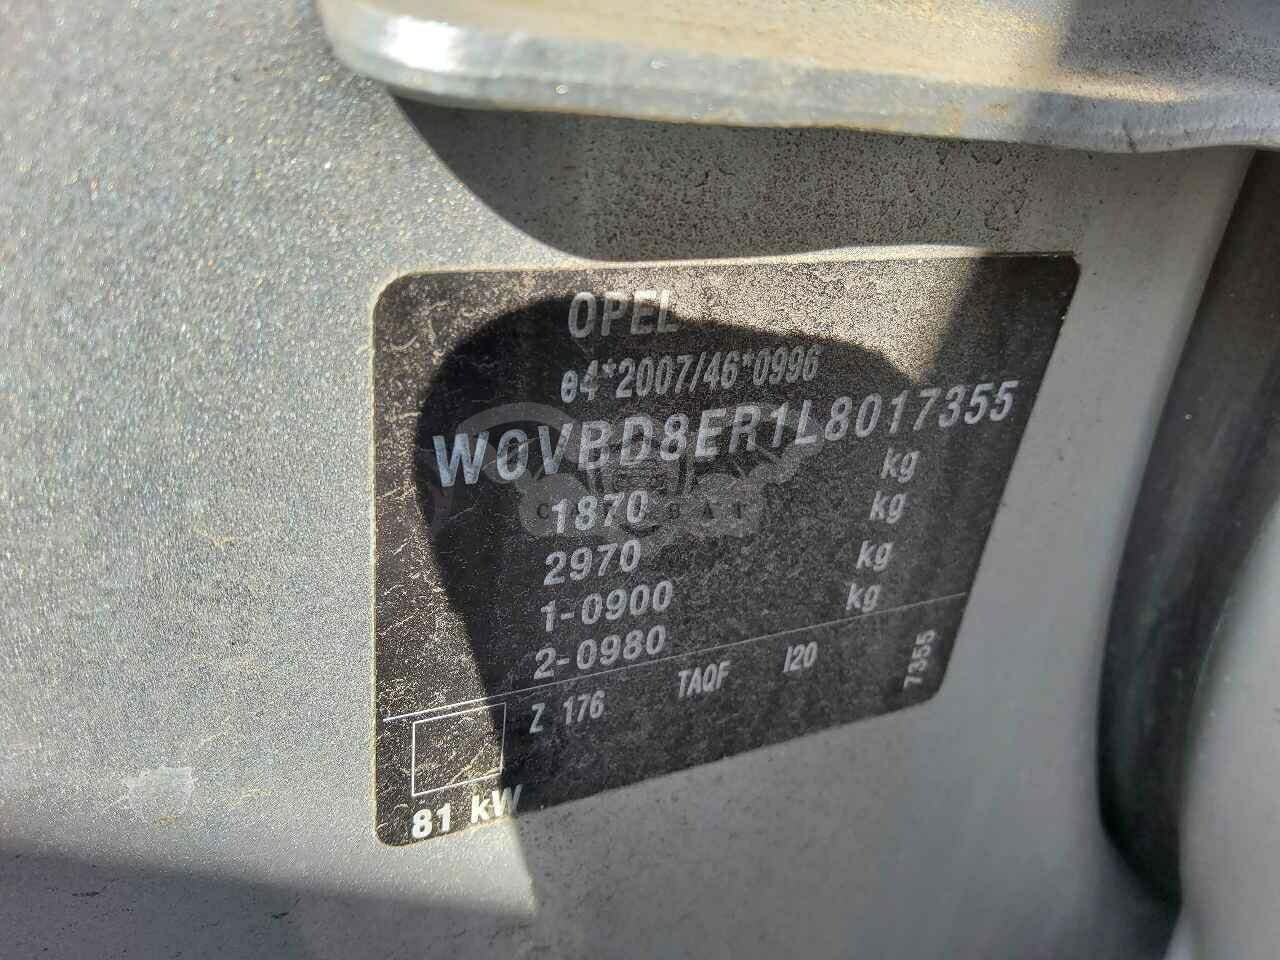 OPEL
e4*2007/46*0996
W0VBD8ER1L8017355
1870 kg
2970 kg
1-0900 kg
2-0980 kg
Z 176 TAQF I20
7355
81 kW